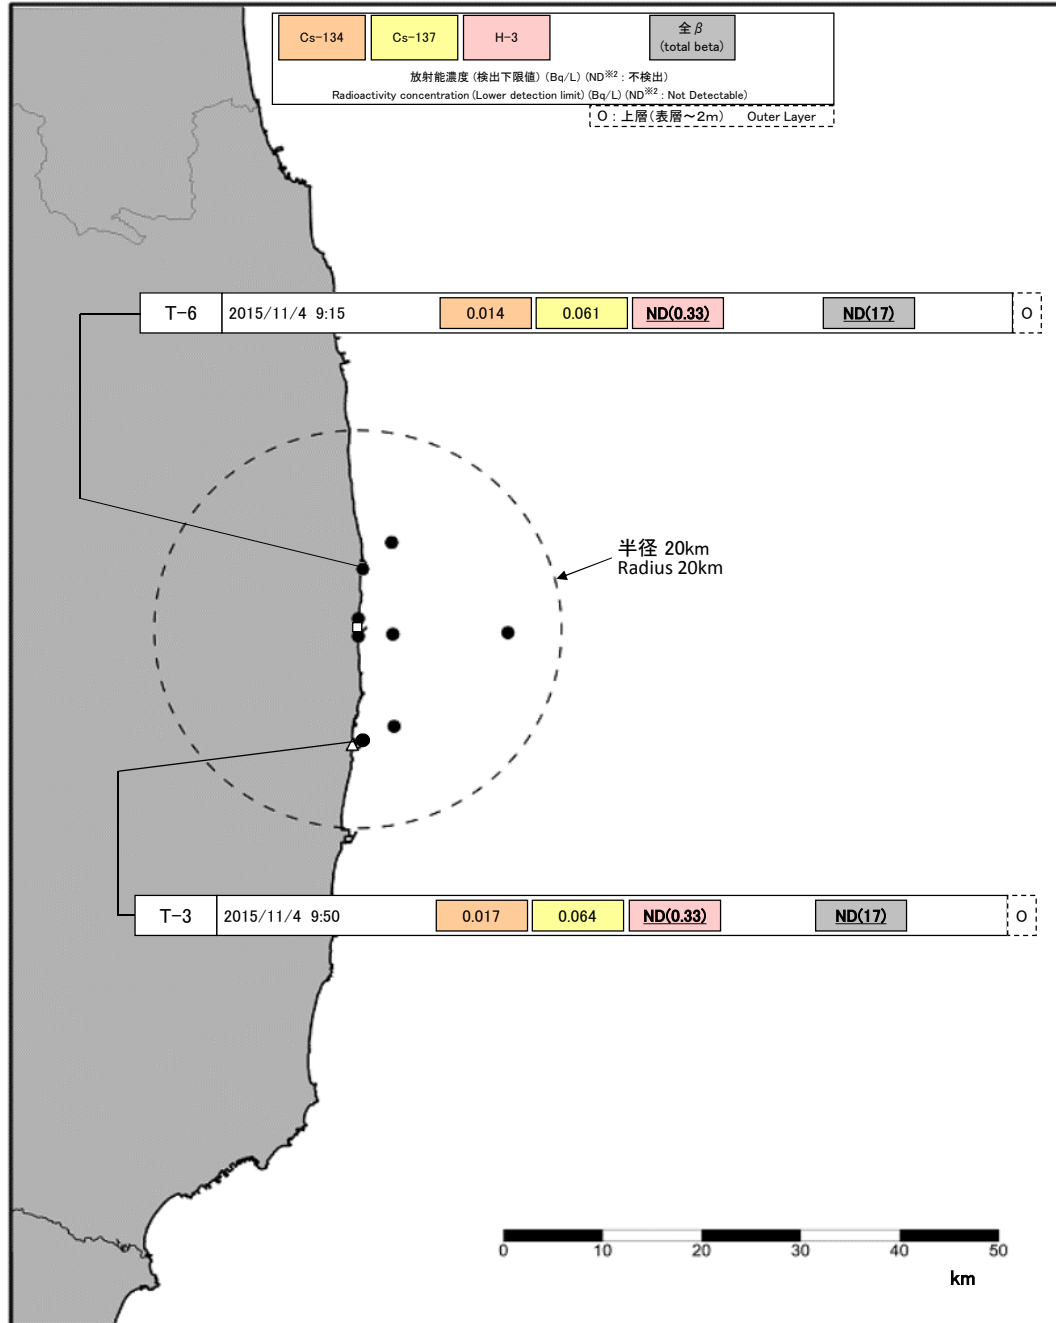 Cs-134 Cs-137 H-3 全β
(total beta)
放射能濃度 (検出下限値) (Bq/L) (ND※2 : 不検出)
Radioactivity concentration (Lower detection limit) (Bq/L) (ND※2 : Not Detectable)
O : 上層(表層~2m) Outer Layer
T-6 2015/11/4 9:15 0.014 0.061 ND(0.33) ND(17) O
半径 20km
Radius 20km
T-3 2015/11/4 9:50 0.017 0.064 ND(0.33) ND(17) O
0 10 20 30 40 50
km